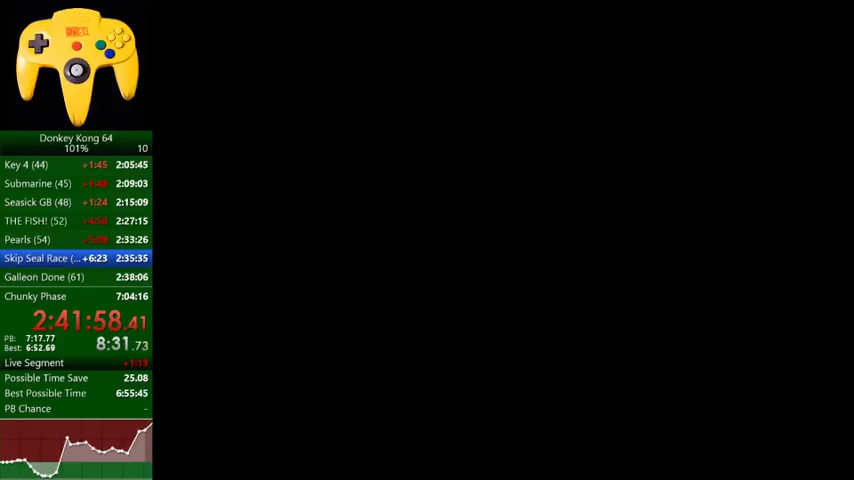 Donkey Kong 64
101% 10
Key 4 (44) +1:45 2:05:45
Submarine (45) +1:48 2:09:03
Seasick GB (48) +1:24 2:15:09
THE FISH! (52) 2:27:15
Pearls (54) 2:33:26
Skip Seal Race (... +6:23 2:35:35
Galleon Done (61) 2:38:06
Chunky Phase 7:04:16
2:41:58.41
PB: 7:17.77
Best: 6:52.69
8:31.73
Live Segment +1:13
Possible Time Save 25.08
Best Possible Time 6:55:45
PB Chance -